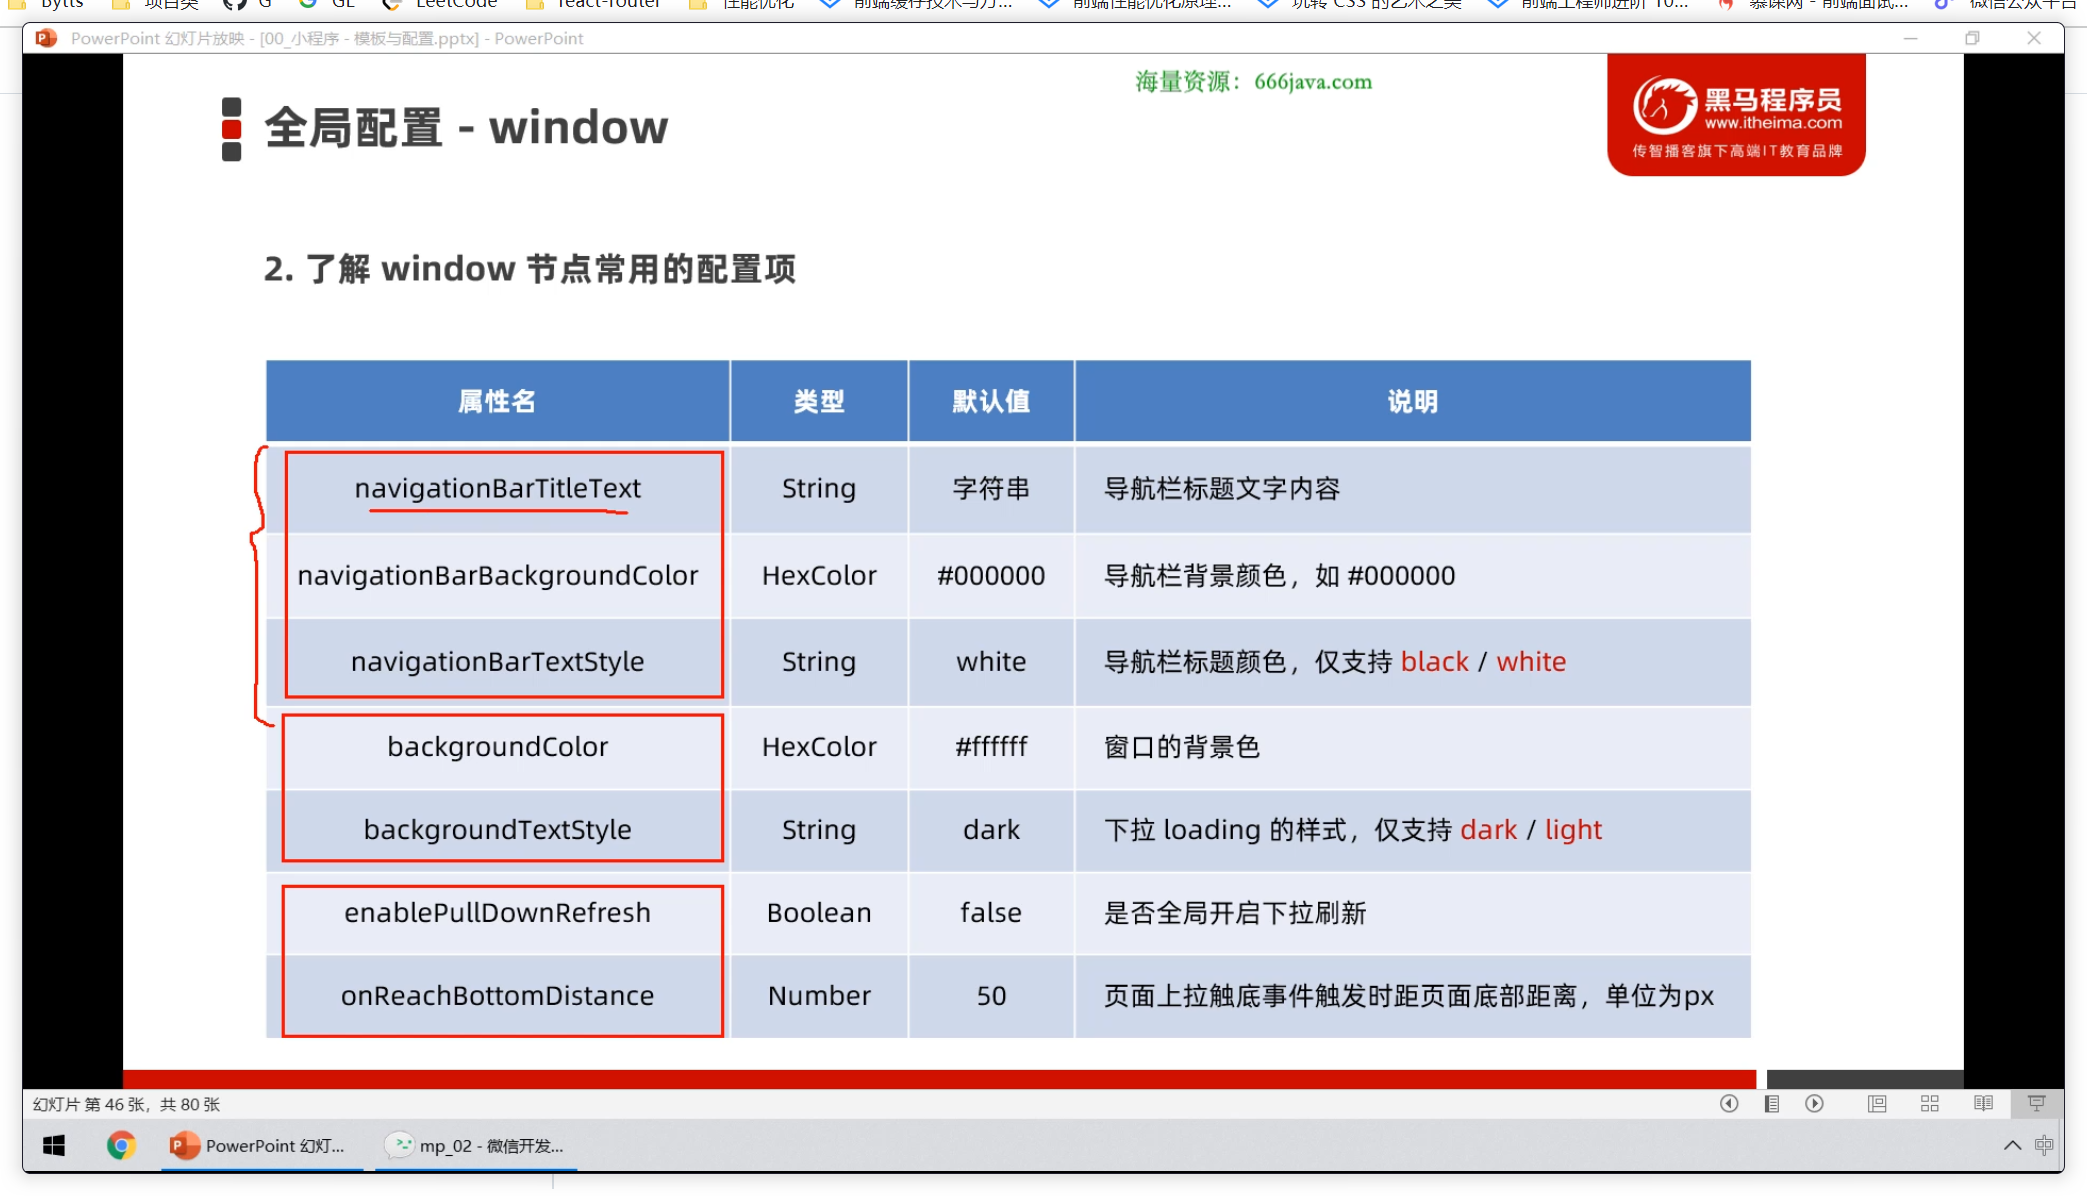 Bytts 项目类 G GL LeetCode react-router 性能优化 前端缓存技术与方... 前端性能优化原理... 玩转 CSS 的艺术之美 前端工程师进阶 10... 慕课网 - 前端面试... 微信公众平台
PowerPoint 幻灯片放映 - [00_小程序 - 模板与配置.pptx] - PowerPoint
海量资源：666java.com
黑马程序员
www.itheima.com
传智播客旗下高端IT教育品牌
全局配置 - window
2. 了解 window 节点常用的配置项
属性名 类型 默认值 说明
navigationBarTitleText String 字符串 导航栏标题文字内容
navigationBarBackgroundColor HexColor #000000 导航栏背景颜色，如 #000000
navigationBarTextStyle String white 导航栏标题颜色，仅支持 black / white
backgroundColor HexColor #ffffff 窗口的背景色
backgroundTextStyle String dark 下拉 loading 的样式，仅支持 dark / light
enablePullDownRefresh Boolean false 是否全局开启下拉刷新
onReachBottomDistance Number 50 页面上拉触底事件触发时距页面底部距离，单位为px
幻灯片 第 46 张，共 80 张
PowerPoint 幻灯... mp_02 - 微信开发... 中